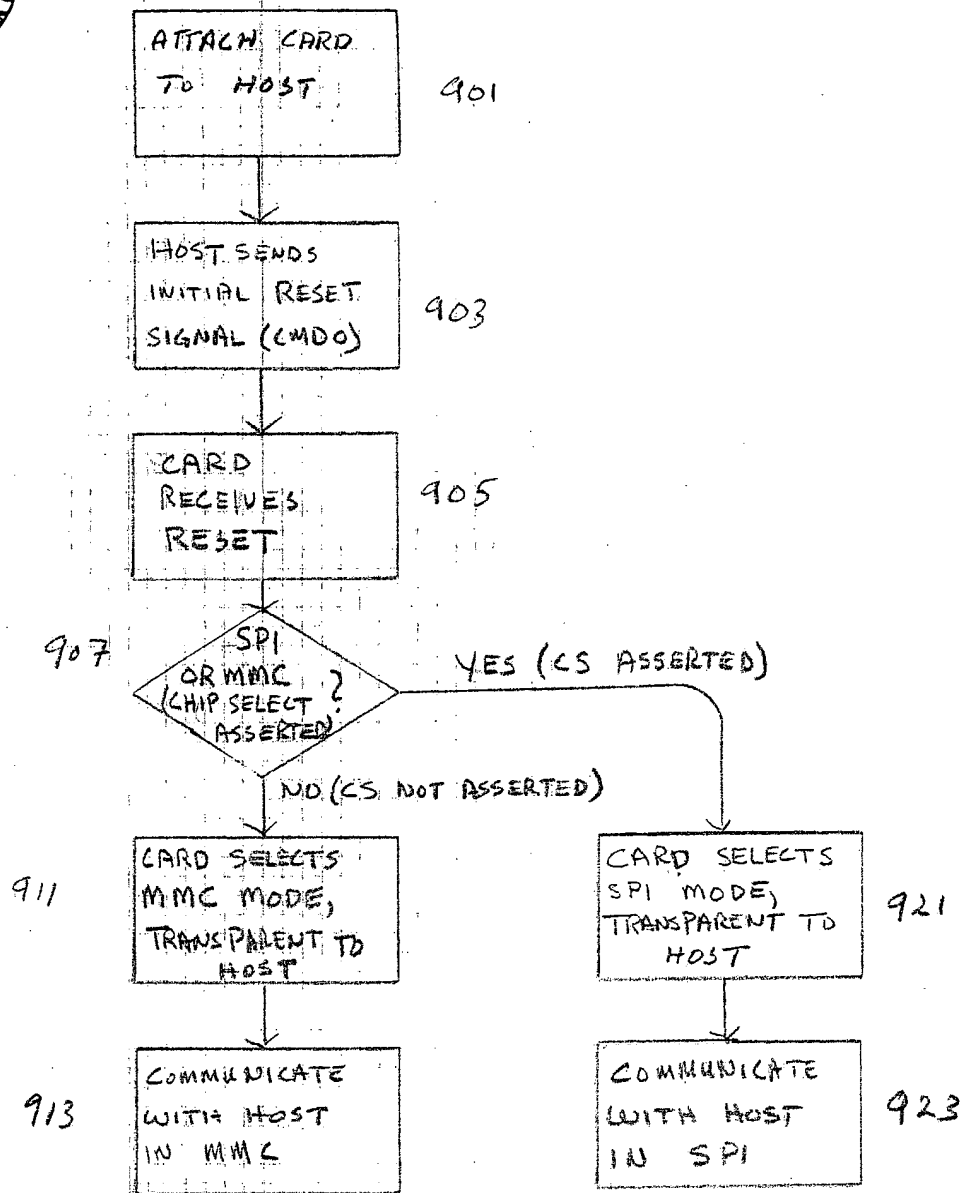 ATTACH CARD
TO HOST
901
HOST SENDS
INITIAL RESET
SIGNAL (CMD0)
903
CARD
RECEIVES
RESET
905
907
SPI
OR MMC
(CHIP SELECT
ASSERTED)
?
YES (CS ASSERTED)
NO (CS NOT ASSERTED)
911
CARD SELECTS
MMC MODE,
TRANSPARENT TO
HOST
CARD SELECTS
SPI MODE,
TRANSPARENT TO
HOST
921
913
COMMUNICATE
WITH HOST
IN MMC
COMMUNICATE
WITH HOST
IN SPI
923